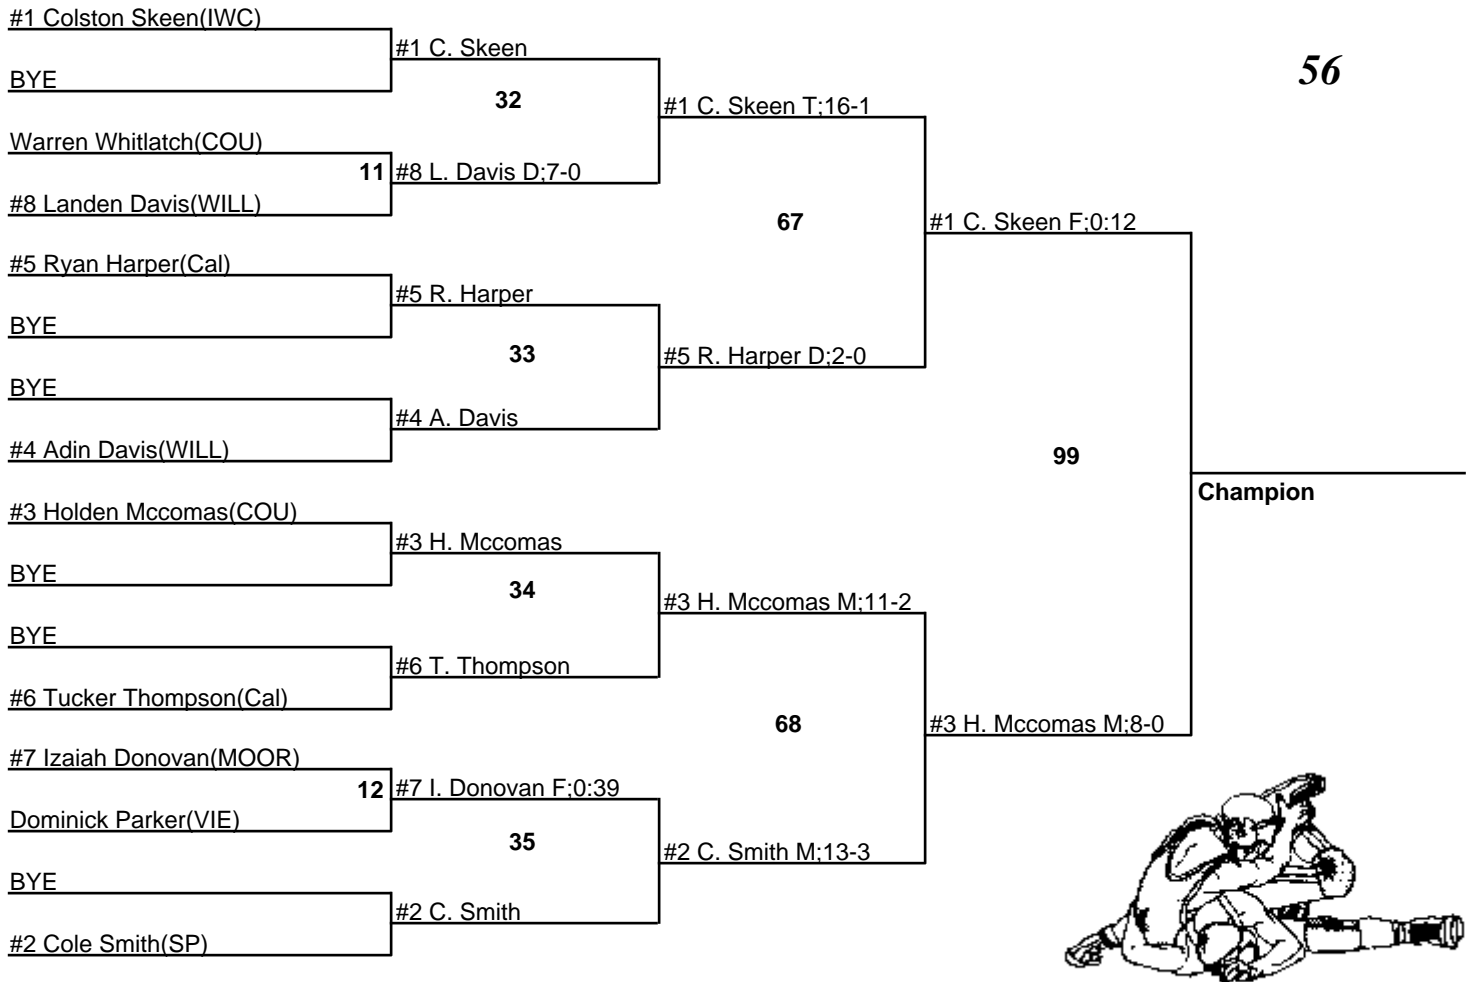 #1 Colston Skeen(IWC)
BYE
Warren Whitlatch(COU)
#8 Landen Davis(WILL)
#5 Ryan Harper(Cal)
BYE
BYE
#4 Adin Davis(WILL)
#3 Holden Mccomas(COU)
BYE
BYE
#6 Tucker Thompson(Cal)
#7 Izaiah Donovan(MOOR)
Dominick Parker(VIE)
BYE
#2 Cole Smith(SP)
#1 C. Skeen
32
11 #8 L. Davis D;7-0
#5 R. Harper
33
#4 A. Davis
#3 H. Mccomas
34
#6 T. Thompson
12 #7 I. Donovan F;0:39
35
#2 C. Smith
#1 C. Skeen T;16-1
67
#5 R. Harper D;2-0
#3 H. Mccomas M;11-2
68
#2 C. Smith M;13-3
#1 C. Skeen F;0:12
99
#3 H. Mccomas M;8-0
56
Champion